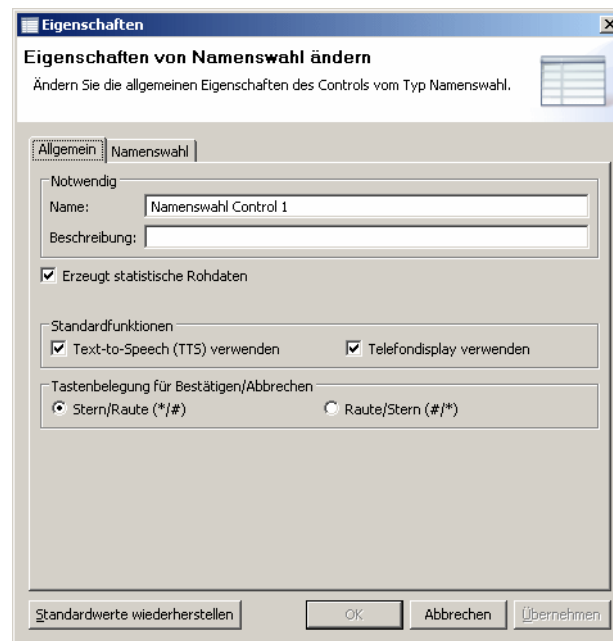 Eigenschaften
Eigenschaften von Namenswahl ändern
Ändern Sie die allgemeinen Eigenschaften des Controls vom Typ Namenswahl.
Allgemein Namenswahl
Notwendig
Name: Namenswahl Control 1
Beschreibung:
Erzeugt statistische Rohdaten
Standardfunktionen
Text-to-Speech (TTS) verwenden Telefondisplay verwenden
Tastenbelegung für Bestätigen/Abbrechen
Stern/Raute (*/#) Raute/Stern (#/*)
Standardwerte wiederherstellen OK Abbrechen Übernehmen